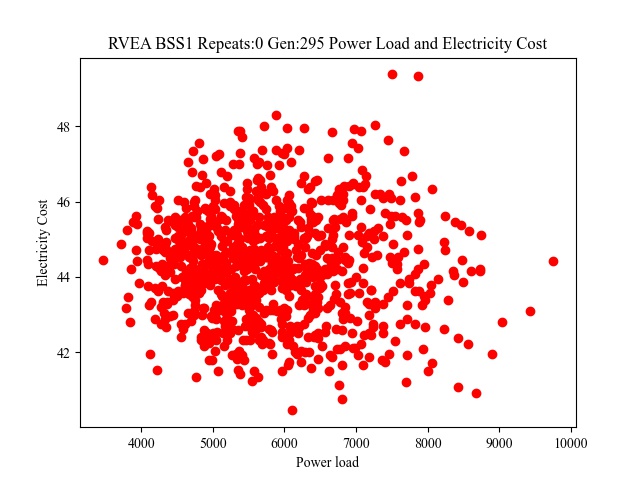 RVEA BSS1 Repeats:0 Gen:295 Power Load and Electricity Cost
48
46
44
42
Electricity Cost
4000 5000 6000 7000 8000 9000 10000
Power load